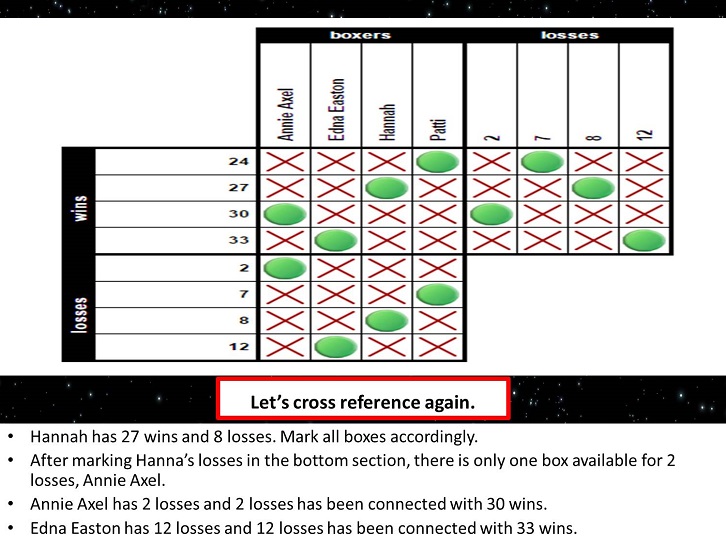 boxers losses
Annie Axel Edna Easton Hannah Patti 2 7 8 12
wins
24
27
30
33
losses
2
7
8
12
Let’s cross reference again.
• Hannah has 27 wins and 8 losses. Mark all boxes accordingly.
• After marking Hanna’s losses in the bottom section, there is only one box available for 2
losses, Annie Axel.
• Annie Axel has 2 losses and 2 losses has been connected with 30 wins.
• Edna Easton has 12 losses and 12 losses has been connected with 33 wins.